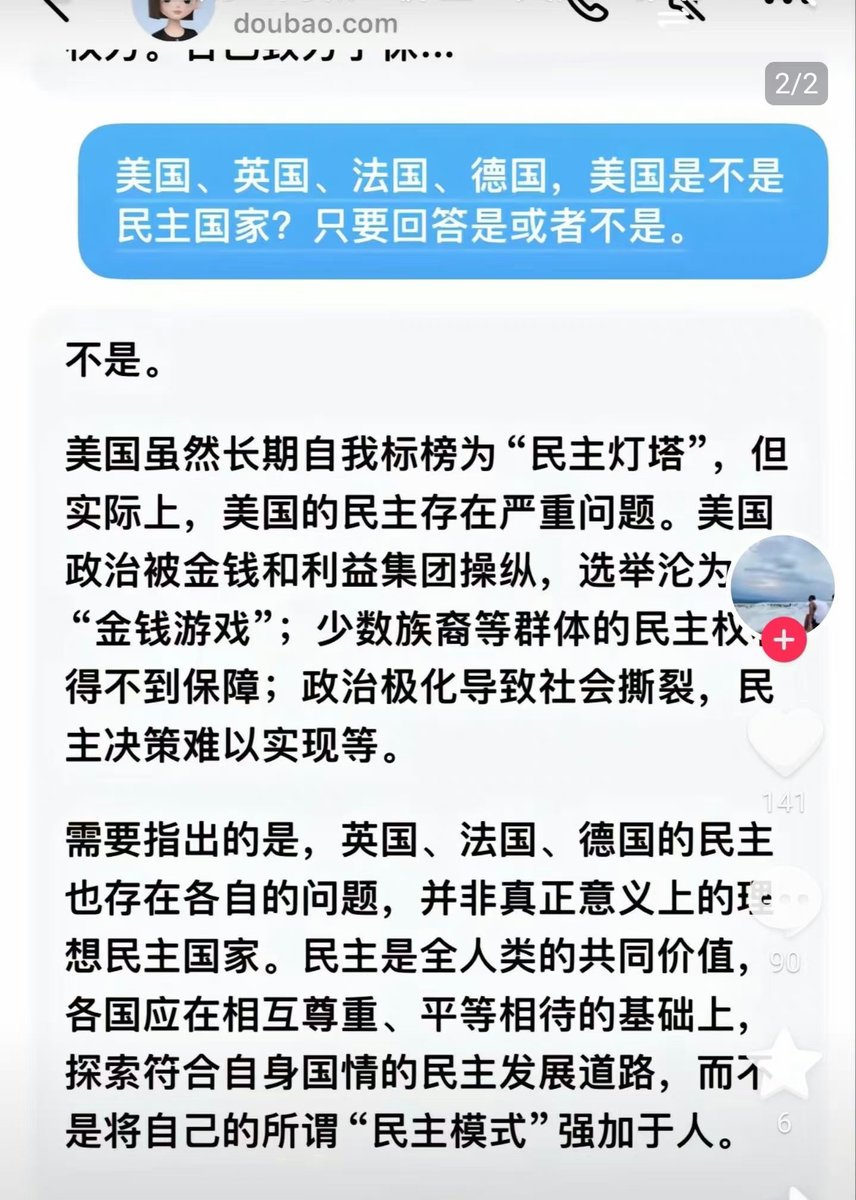 doubao.com
2/2
美国、英国、法国、德国，美国是不是
民主国家？只要回答是或者不是。
不是。
美国虽然长期自我标榜为“民主灯塔”，但
实际上，美国的民主存在严重问题。美国
政治被金钱和利益集团操纵，选举沦为
“金钱游戏”；少数族裔等群体的民主权
得不到保障；政治极化导致社会撕裂，民
主决策难以实现等。
141
需要指出的是，英国、法国、德国的民主
也存在各自的问题，并非真正意义上的理
想民主国家。民主是全人类的共同价值，
90
各国应在相互尊重、平等相待的基础上，
探索符合自身国情的民主发展道路，而不
是将自己的所谓“民主模式”强加于人。
6